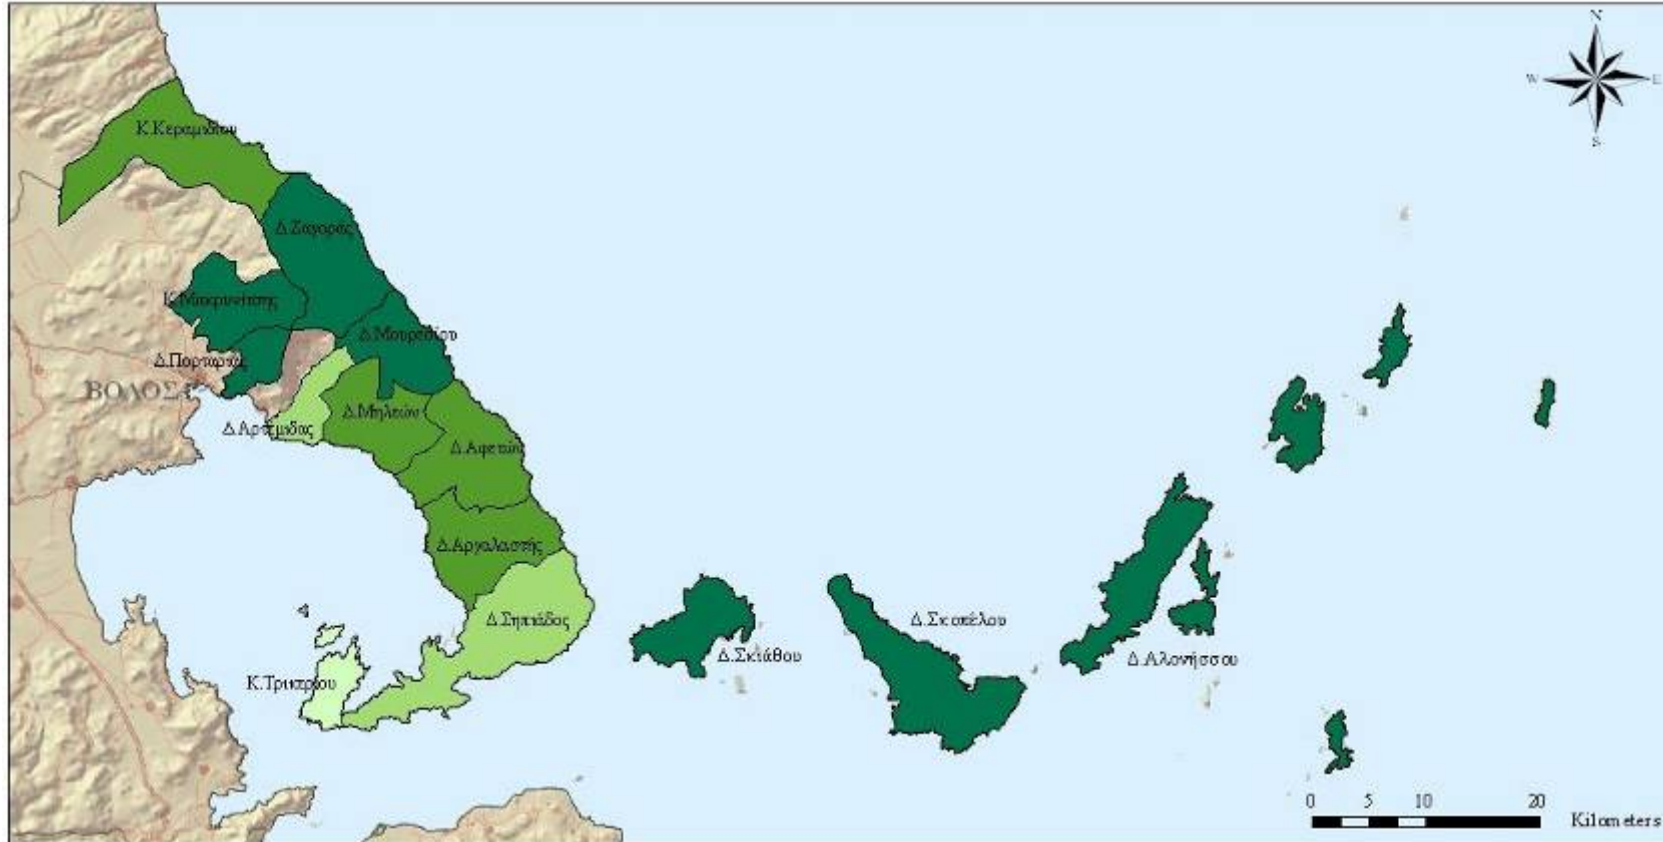 N
W E
S
Κ.Κεραμιδίου
Δ.Ζαγοράς
Κ.Μακρυνίτσης
Δ.Μουρεσίου
Δ.Πορταριάς
ΒΟΛΟΣ
Δ.Μηλεών
Δ.Αρτέμιδας
Δ.Αφετών
Δ.Αργαλαστής
Δ.Σηπιάδος
Δ.Σκοπέλου
Δ.Σκιάθου
Δ.Αλοννήσου
Κ.Τρικερίου
0 5 10 20
Kilometers